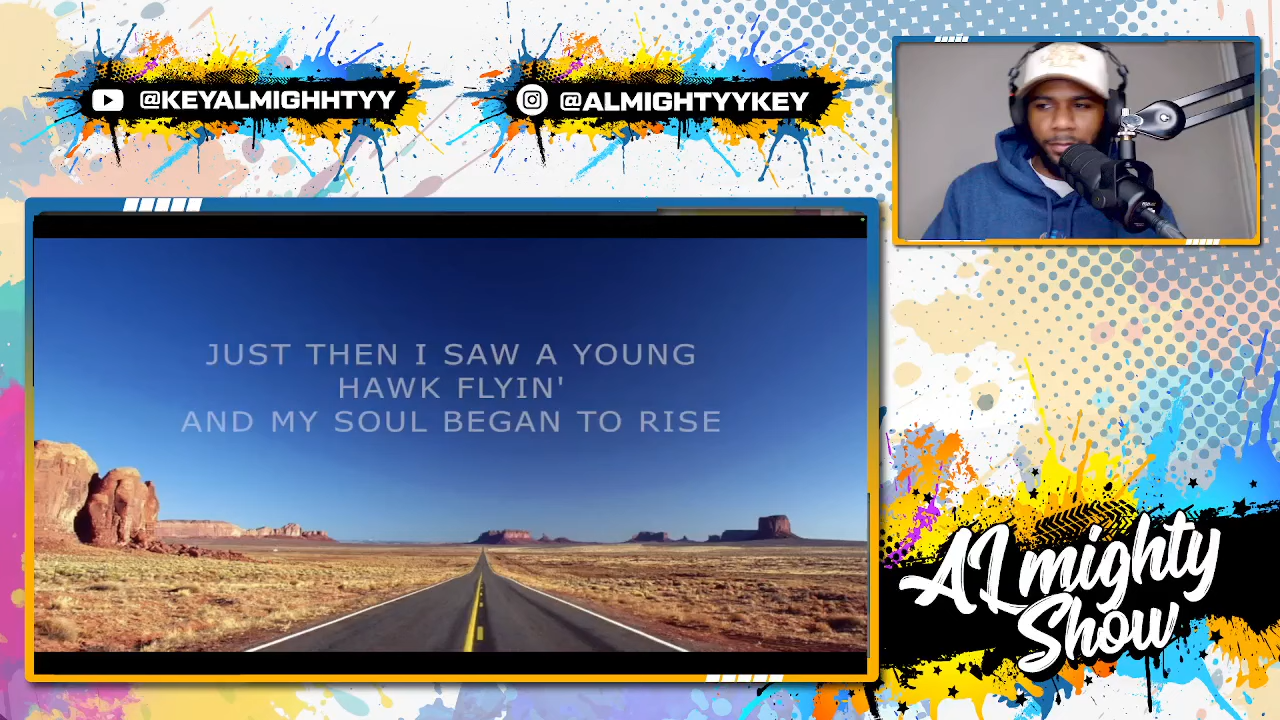 @KEYALMIGHHTYY
@ALMIGHTYYKEY
JUST THEN I SAW A YOUNG
HAWK FLYIN'
AND MY SOUL BEGAN TO RISE
ALmighty
Show